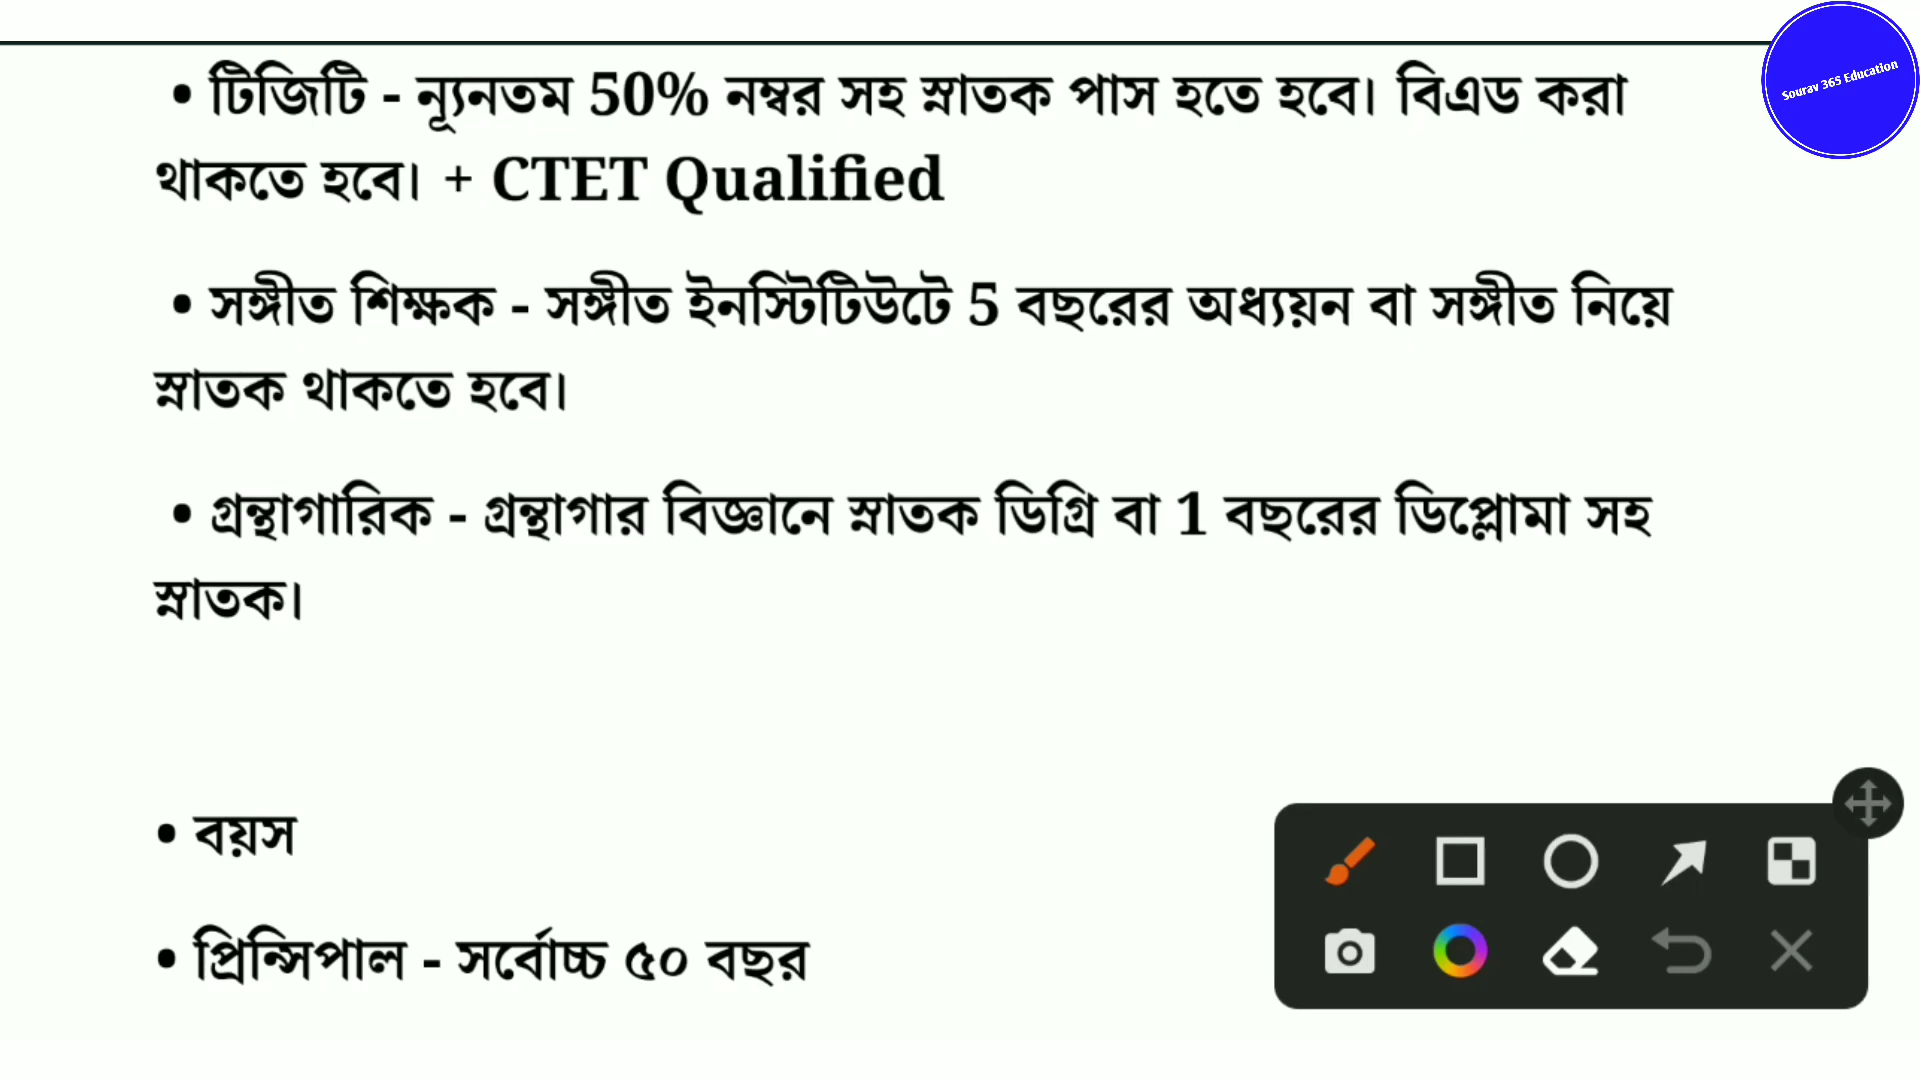 Sourav 365 Education
• টিজিটি - ন্যূনতম 50% নম্বর সহ স্নাতক পাস হতে হবে। বিএড করা
থাকতে হবে। + CTET Qualified
• সঙ্গীত শিক্ষক - সঙ্গীত ইনস্টিটিউটে 5 বছরের অধ্যয়ন বা সঙ্গীত নিয়ে
স্নাতক থাকতে হবে।
• গ্রন্থাগারিক - গ্রন্থাগার বিজ্ঞানে স্নাতক ডিগ্রি বা 1 বছরের ডিপ্লোমা সহ
স্নাতক।
• বয়স
• প্রিন্সিপাল - সর্বোচ্চ ৫০ বছর